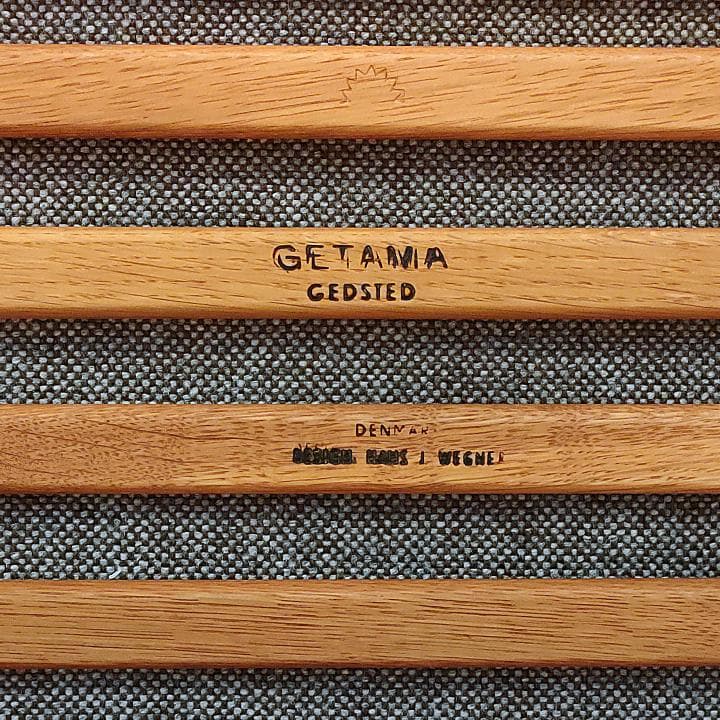 GETAMA
GEDSTED
DENMARK
DESIGN. HANS J WEGNER